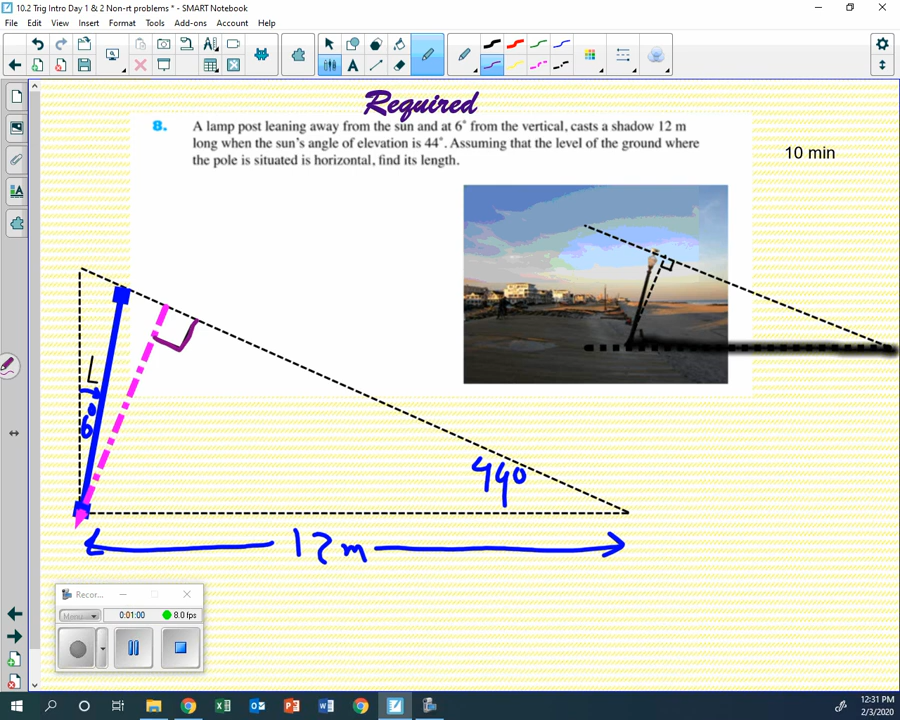 10.2 Trig Intro Day 1 & 2 Non-rt problems * - SMART Notebook
File Edit View Insert Format Tools Add-ons Account Help
Required
8. A lamp post leaning away from the sun and at 6° from the vertical, casts a shadow 12 m
long when the sun's angle of elevation is 44°. Assuming that the level of the ground where
the pole is situated is horizontal, find its length.
10 min
L
6°
44°
12 m
Recor...
Menu
0:01:00
8.0 fps
12:31 PM
2/3/2020